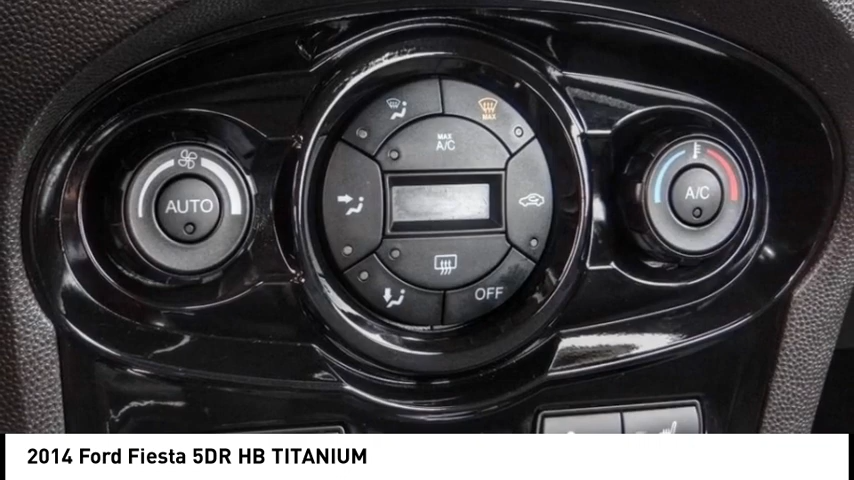 MAX
MAX
A/C
AUTO
A/C
OFF
2014 Ford Fiesta 5DR HB TITANIUM